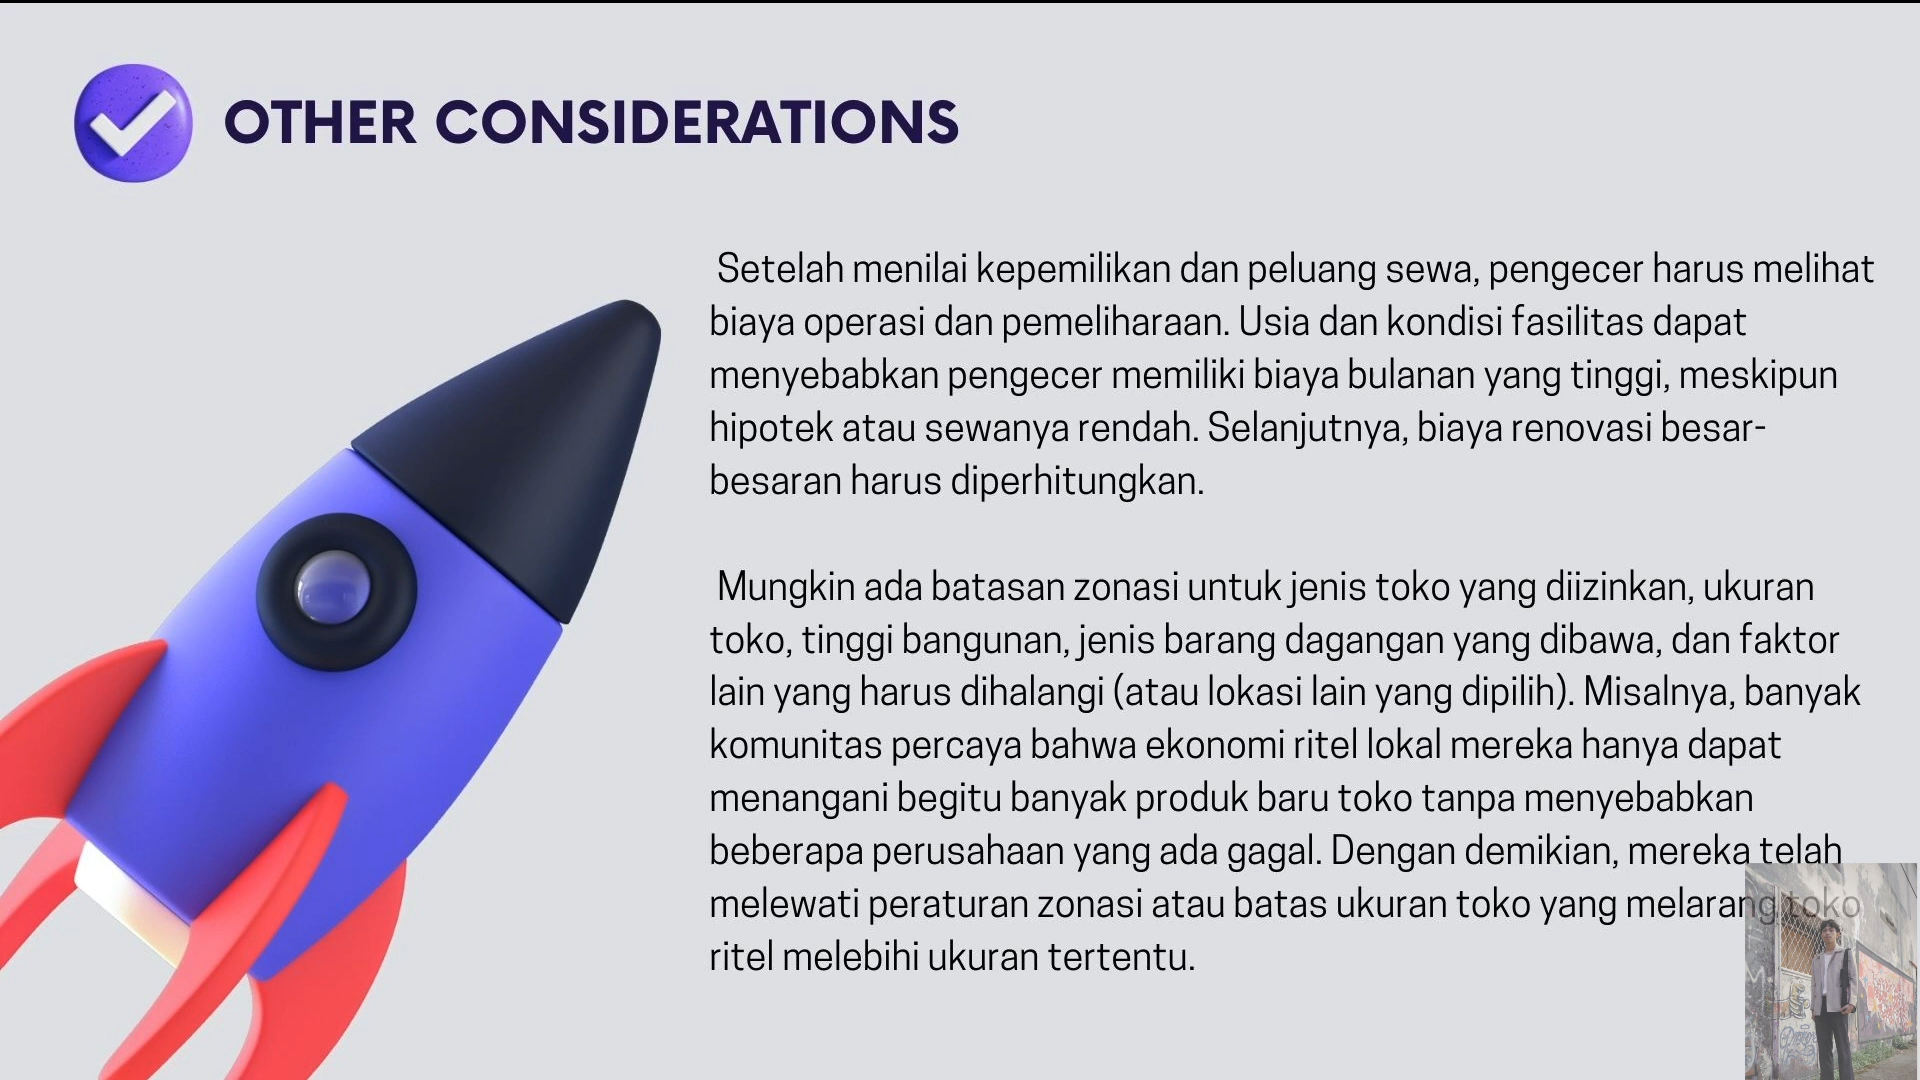 OTHER CONSIDERATIONS
Setelah menilai kepemilikan dan peluang sewa, pengecer harus melihat
biaya operasi dan pemeliharaan. Usia dan kondisi fasilitas dapat
menyebabkan pengecer memiliki biaya bulanan yang tinggi, meskipun
hipotek atau sewanya rendah. Selanjutnya, biaya renovasi besar-
besaran harus diperhitungkan.
Mungkin ada batasan zonasi untuk jenis toko yang diizinkan, ukuran
toko, tinggi bangunan, jenis barang dagangan yang dibawa, dan faktor
lain yang harus dihalangi (atau lokasi lain yang dipilih). Misalnya, banyak
komunitas percaya bahwa ekonomi ritel lokal mereka hanya dapat
menangani begitu banyak produk baru toko tanpa menyebabkan
beberapa perusahaan yang ada gagal. Dengan demikian, mereka telah
melewati peraturan zonasi atau batas ukuran toko yang melarang toko
ritel melebihi ukuran tertentu.